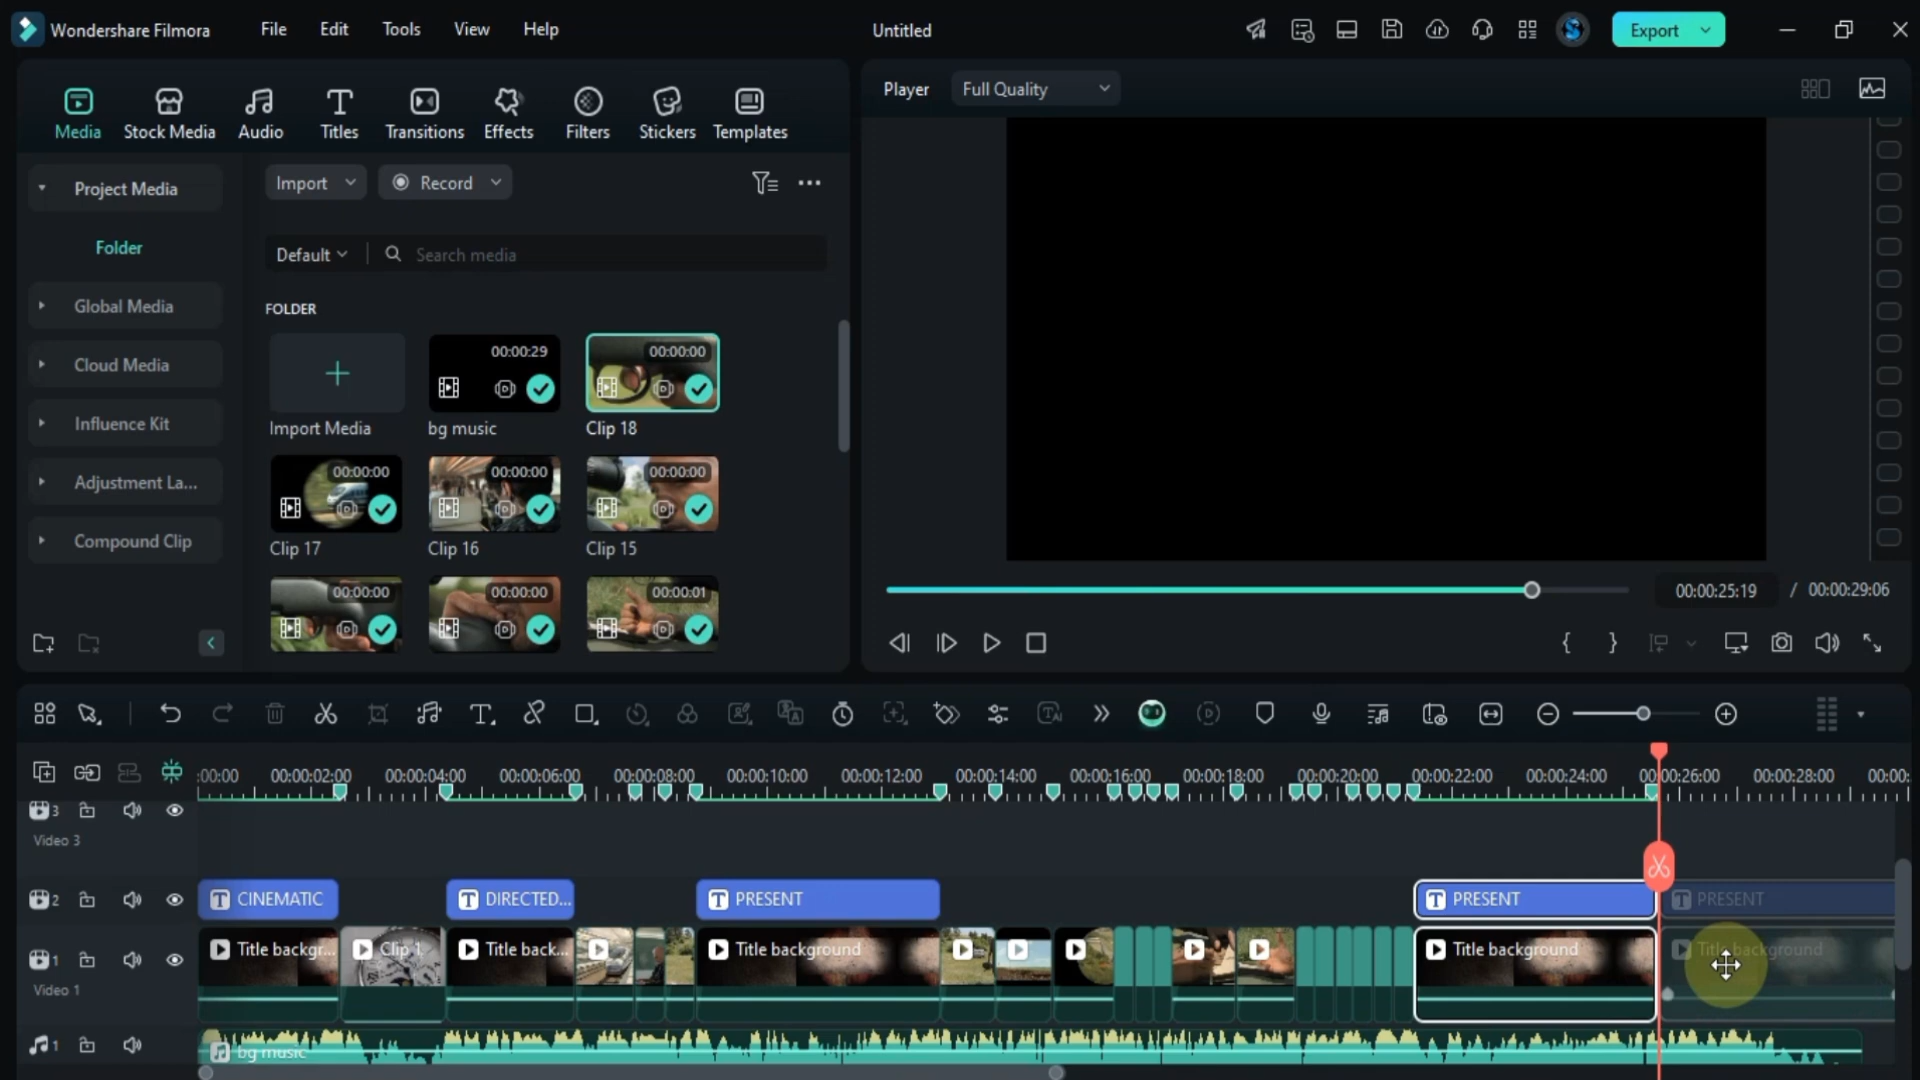 Wondershare Filmora
File
Edit
Tools
View
Help
Untitled
Export
Media
Stock Media
Audio
Titles
Transitions
Effects
Filters
Stickers
Templates
Player
Full Quality
Project Media
Folder
Global Media
Cloud Media
Influence Kit
Adjustment La...
Compound Clip
Import
Record
Default
Search media
FOLDER
Import Media
00:00:29
bg music
00:00:00
Clip 18
00:00:00
Clip 17
00:00:00
Clip 16
00:00:00
Clip 15
00:00:00
00:00:00
00:00:01
00:00:25:19 / 00:00:29:06
:00:00
00:00:02:00
00:00:04:00
00:00:06:00
00:00:08:00
00:00:10:00
00:00:12:00
00:00:14:00
00:00:16:00
00:00:18:00
00:00:20:00
00:00:22:00
00:00:24:00
00:00:26:00
00:00:28:00
00:00:
3
Video 3
2
CINEMATIC
DIRECTED...
PRESENT
PRESENT
PRESENT
1
Video 1
Title backgr...
Clip 1
Title back...
Title background
Title background
Title background
1
bg music